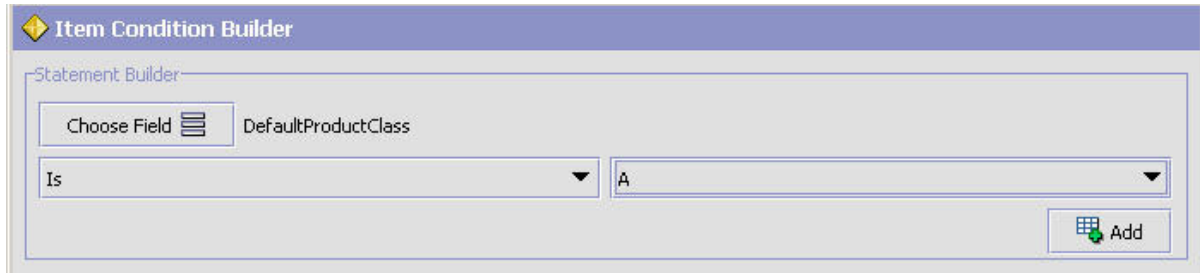 Item Condition Builder
Statement Builder
Choose Field DefaultProductClass
Is A
Add